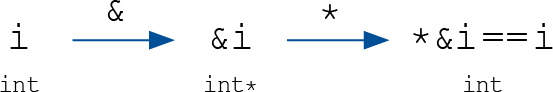 & *
i &i *&i==i
int int* int